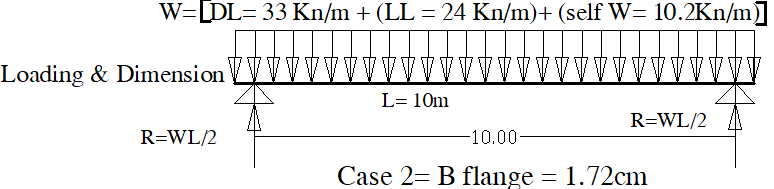 W=[DL= 33 Kn/m + (LL = 24 Kn/m)+ (self W= 10.2Kn/m)]
Loading & Dimension
L= 10m
R=WL/2
R=WL/2
10.00
Case 2= B flange = 1.72cm